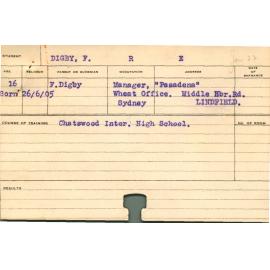 STUDENT DIGBY, F. R E
AGE RELIGION PARENT OR GUARDIAN OCCUPATION ADDRESS DATE OF ENTRANCE
16 F.Digby Manager, "Pasadena"
Born 26/6/05 Wheat Office. Middle Hbr.Rd.
Sydney LINDFIELD.
COURSE OF TRAINING NO. OF ROOM
Chatswood Inter. High School.
RESULTS